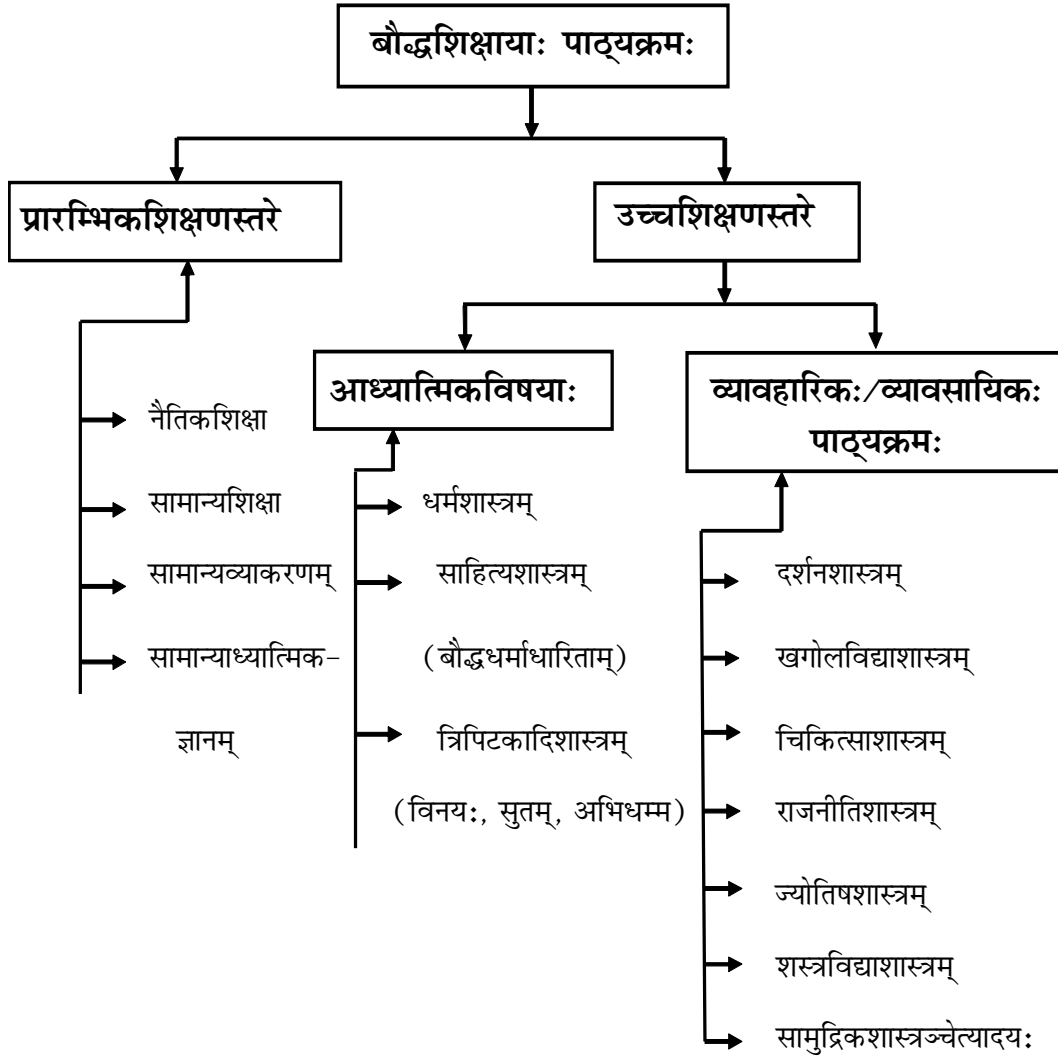 बौद्धशिक्षायाः पाठ्यक्रमः
प्रारम्भिकशिक्षणस्तरे
उच्चशिक्षणस्तरे
नैतिकशिक्षा
सामान्यशिक्षा
सामान्यव्याकरणम्
सामान्याध्यात्मिक-
ज्ञानम्
आध्यात्मिकविषयाः
धर्मशास्त्रम्
साहित्यशास्त्रम्
(बौद्धधर्माधारिताम्)
त्रिपिटकादिशास्त्रम्
(विनयः, सुतम्, अभिधम्म)
व्यावहारिकः/व्यावसायिकः
पाठ्यक्रमः
दर्शनशास्त्रम्
खगोलविद्याशास्त्रम्
चिकित्साशास्त्रम्
राजनीतिशास्त्रम्
ज्योतिषशास्त्रम्
शस्त्रविद्याशास्त्रम्
सामुद्रिकशास्त्रञ्चेत्यादयः